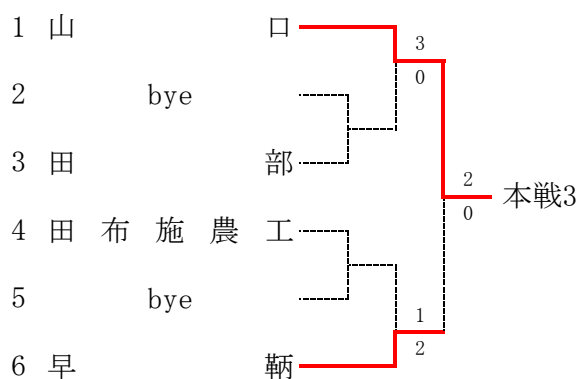 1 山 口
3
0
2 bye
3 田 部
2
0
本戦3
4 田 布 施 農 工
5 bye
1
2
6 早 鞆